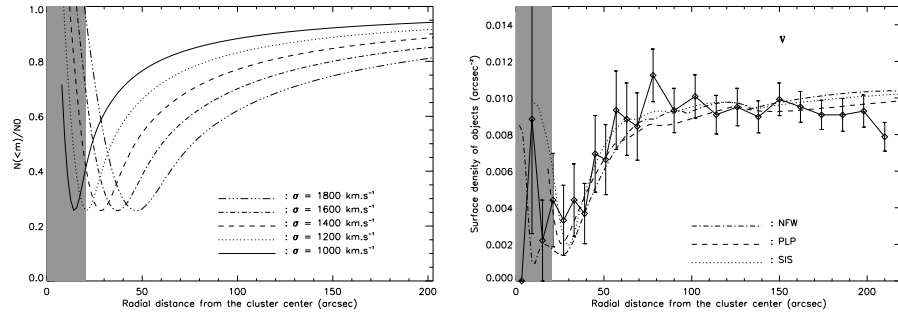 1.0
0.8
0.6
0.4
0.2
0.0
N(<m)/N0
: σ = 1800 km.s⁻¹
: σ = 1600 km.s⁻¹
: σ = 1400 km.s⁻¹
: σ = 1200 km.s⁻¹
: σ = 1000 km.s⁻¹
0 50 100 150 200
Radial distance from the cluster center (arcsec)
V
0.014
0.012
0.010
0.008
0.006
0.004
0.002
0.000
Surface density of objects (arcsec⁻²)
: NFW
: PLP
: SIS
0 50 100 150 200
Radial distance from the cluster center (arcsec)